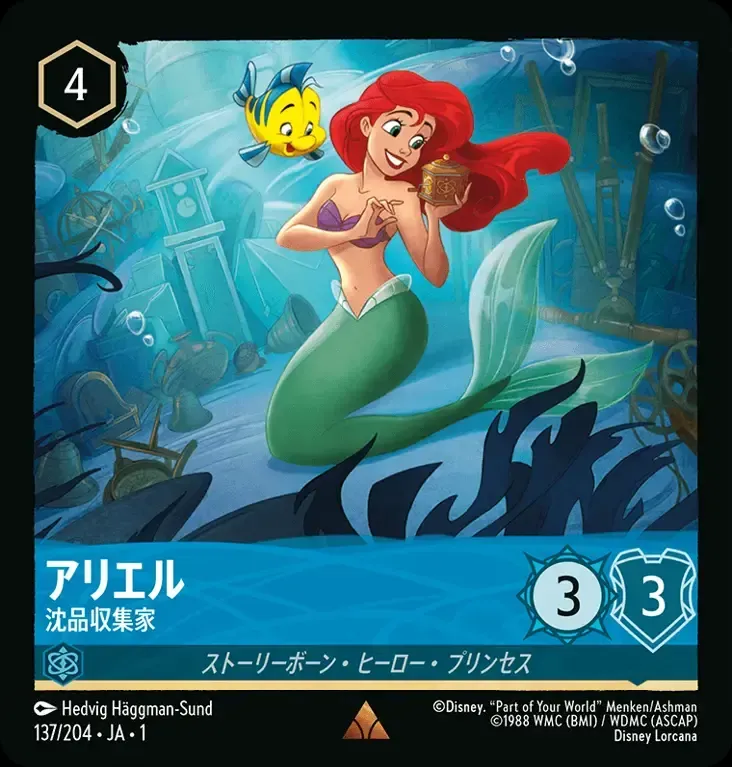 4
アリエル
沈品収集家
3
3
ストーリーボーン・ヒーロー・プリンセス
Hedvig Häggman-Sund
137/204 • JA • 1
©Disney. “Part of Your World” Menken/Ashman
©1988 WMC (BMI) / WDMC (ASCAP)
Disney Lorcana